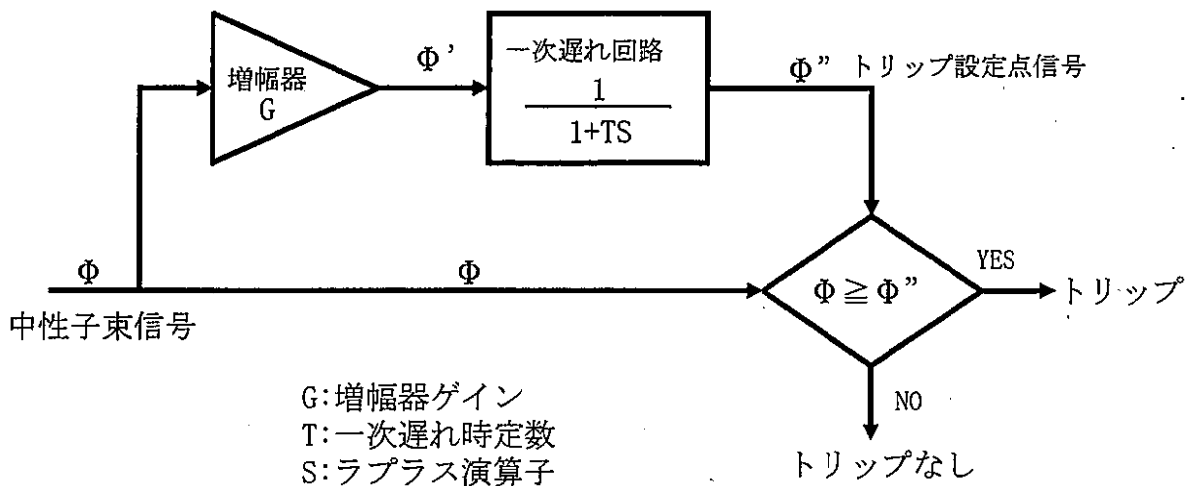 増幅器
G
Φ'
一次遅れ回路
1
1+TS
Φ" トリップ設定点信号
Φ
Φ
中性子束信号
Φ≧Φ"
YES
トリップ
NO
トリップなし
G:増幅器ゲイン
T:一次遅れ時定数
S:ラプラス演算子